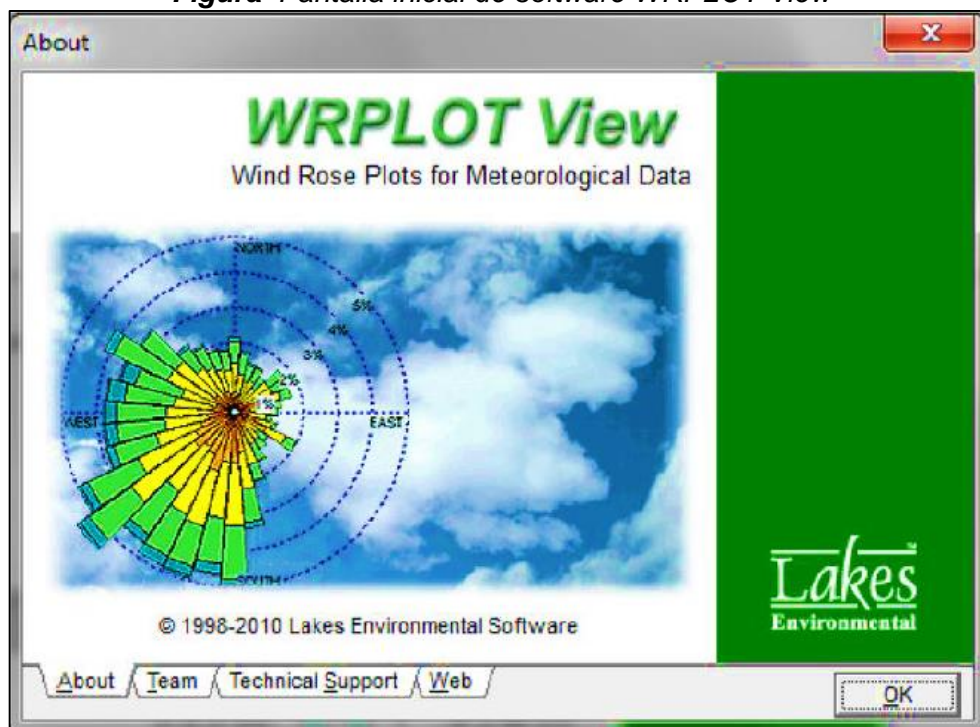 Figura Pantalla inicial de software WRPLOT View
About
WRPLOT View
Wind Rose Plots for Meteorological Data
NORTH
5%
4%
3%
2%
1%
WEST
EAST
SOUTH
© 1998-2010 Lakes Environmental Software
Lakes
Environmental
About Team Technical Support Web
OK